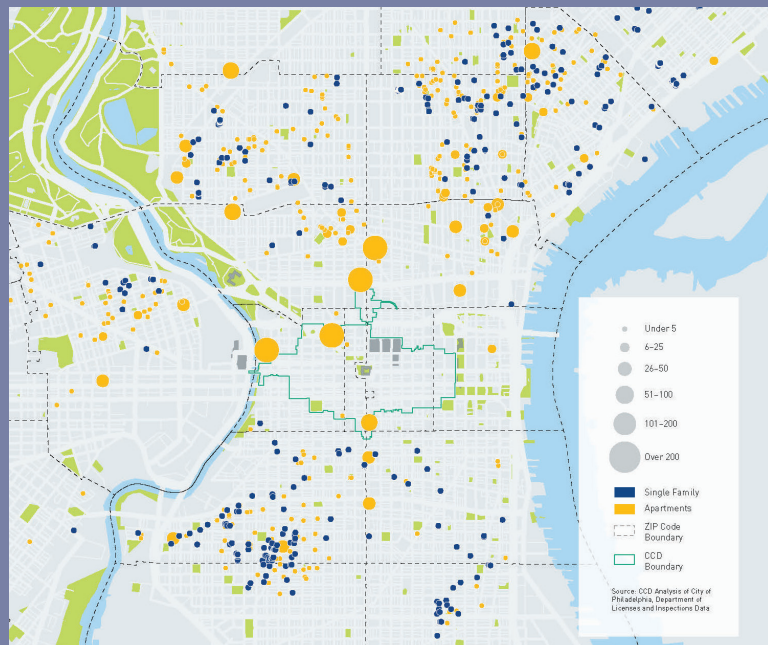 Under 5
6–25
26–50
51–100
101–200
Over 200
Single Family
Apartments
ZIP Code
Boundary
CCD
Boundary
Source: CCD Analysis of City of
Philadelphia, Department of
Licenses and Inspections Data